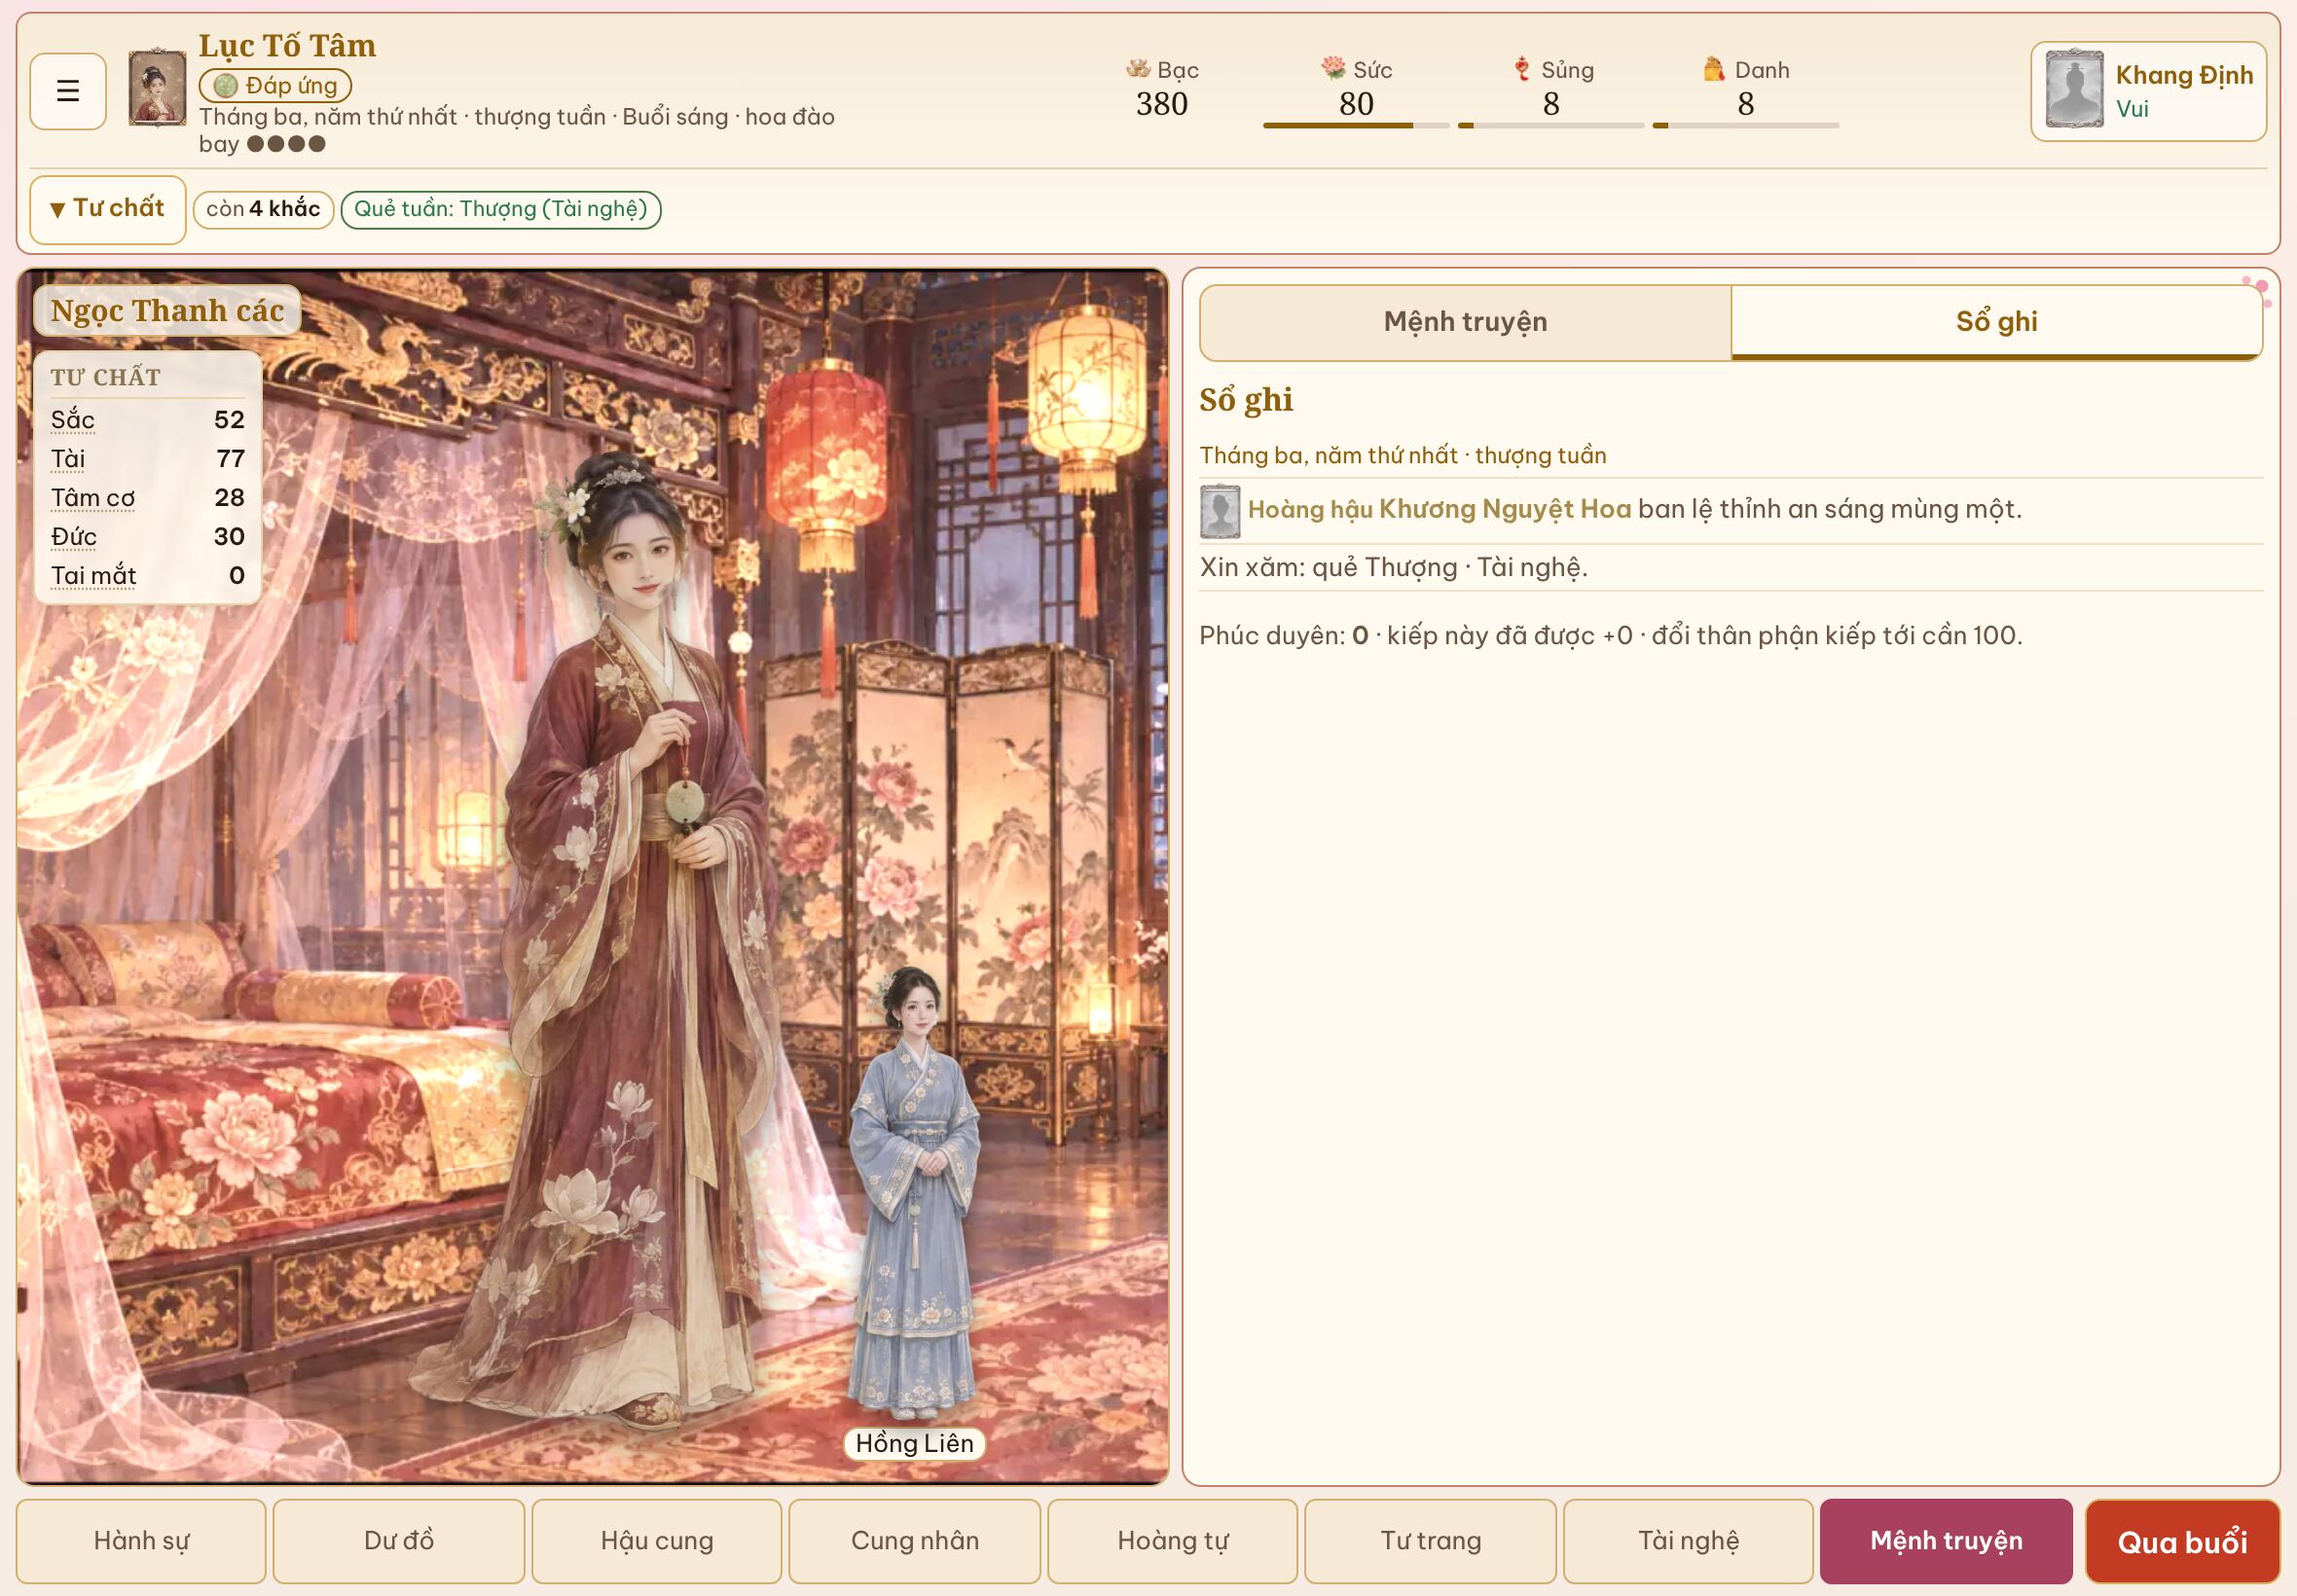 ☰
Lục Tố Tâm
Đáp ứng
Tháng ba, năm thứ nhất · thượng tuần · Buổi sáng · hoa đào
bay ●●●●
Bạc
380
Sức
80
Sủng
8
Danh
8
Khang Định
Vui
▼ Tư chất
còn 4 khắc
Quẻ tuần: Thượng (Tài nghệ)
Ngọc Thanh các
TƯ CHẤT
Sắc 52
Tài 77
Tâm cơ 28
Đức 30
Tai mắt 0
Hồng Liên
Mệnh truyện
Sổ ghi
Sổ ghi
Tháng ba, năm thứ nhất · thượng tuần
Hoàng hậu Khương Nguyệt Hoa ban lệ thỉnh an sáng mùng một.
Xin xăm: quẻ Thượng · Tài nghệ.
Phúc duyên: 0 · kiếp này đã được +0 · đổi thân phận kiếp tới cần 100.
Hành sự
Dư đồ
Hậu cung
Cung nhân
Hoàng tự
Tư trang
Tài nghệ
Mệnh truyện
Qua buổi